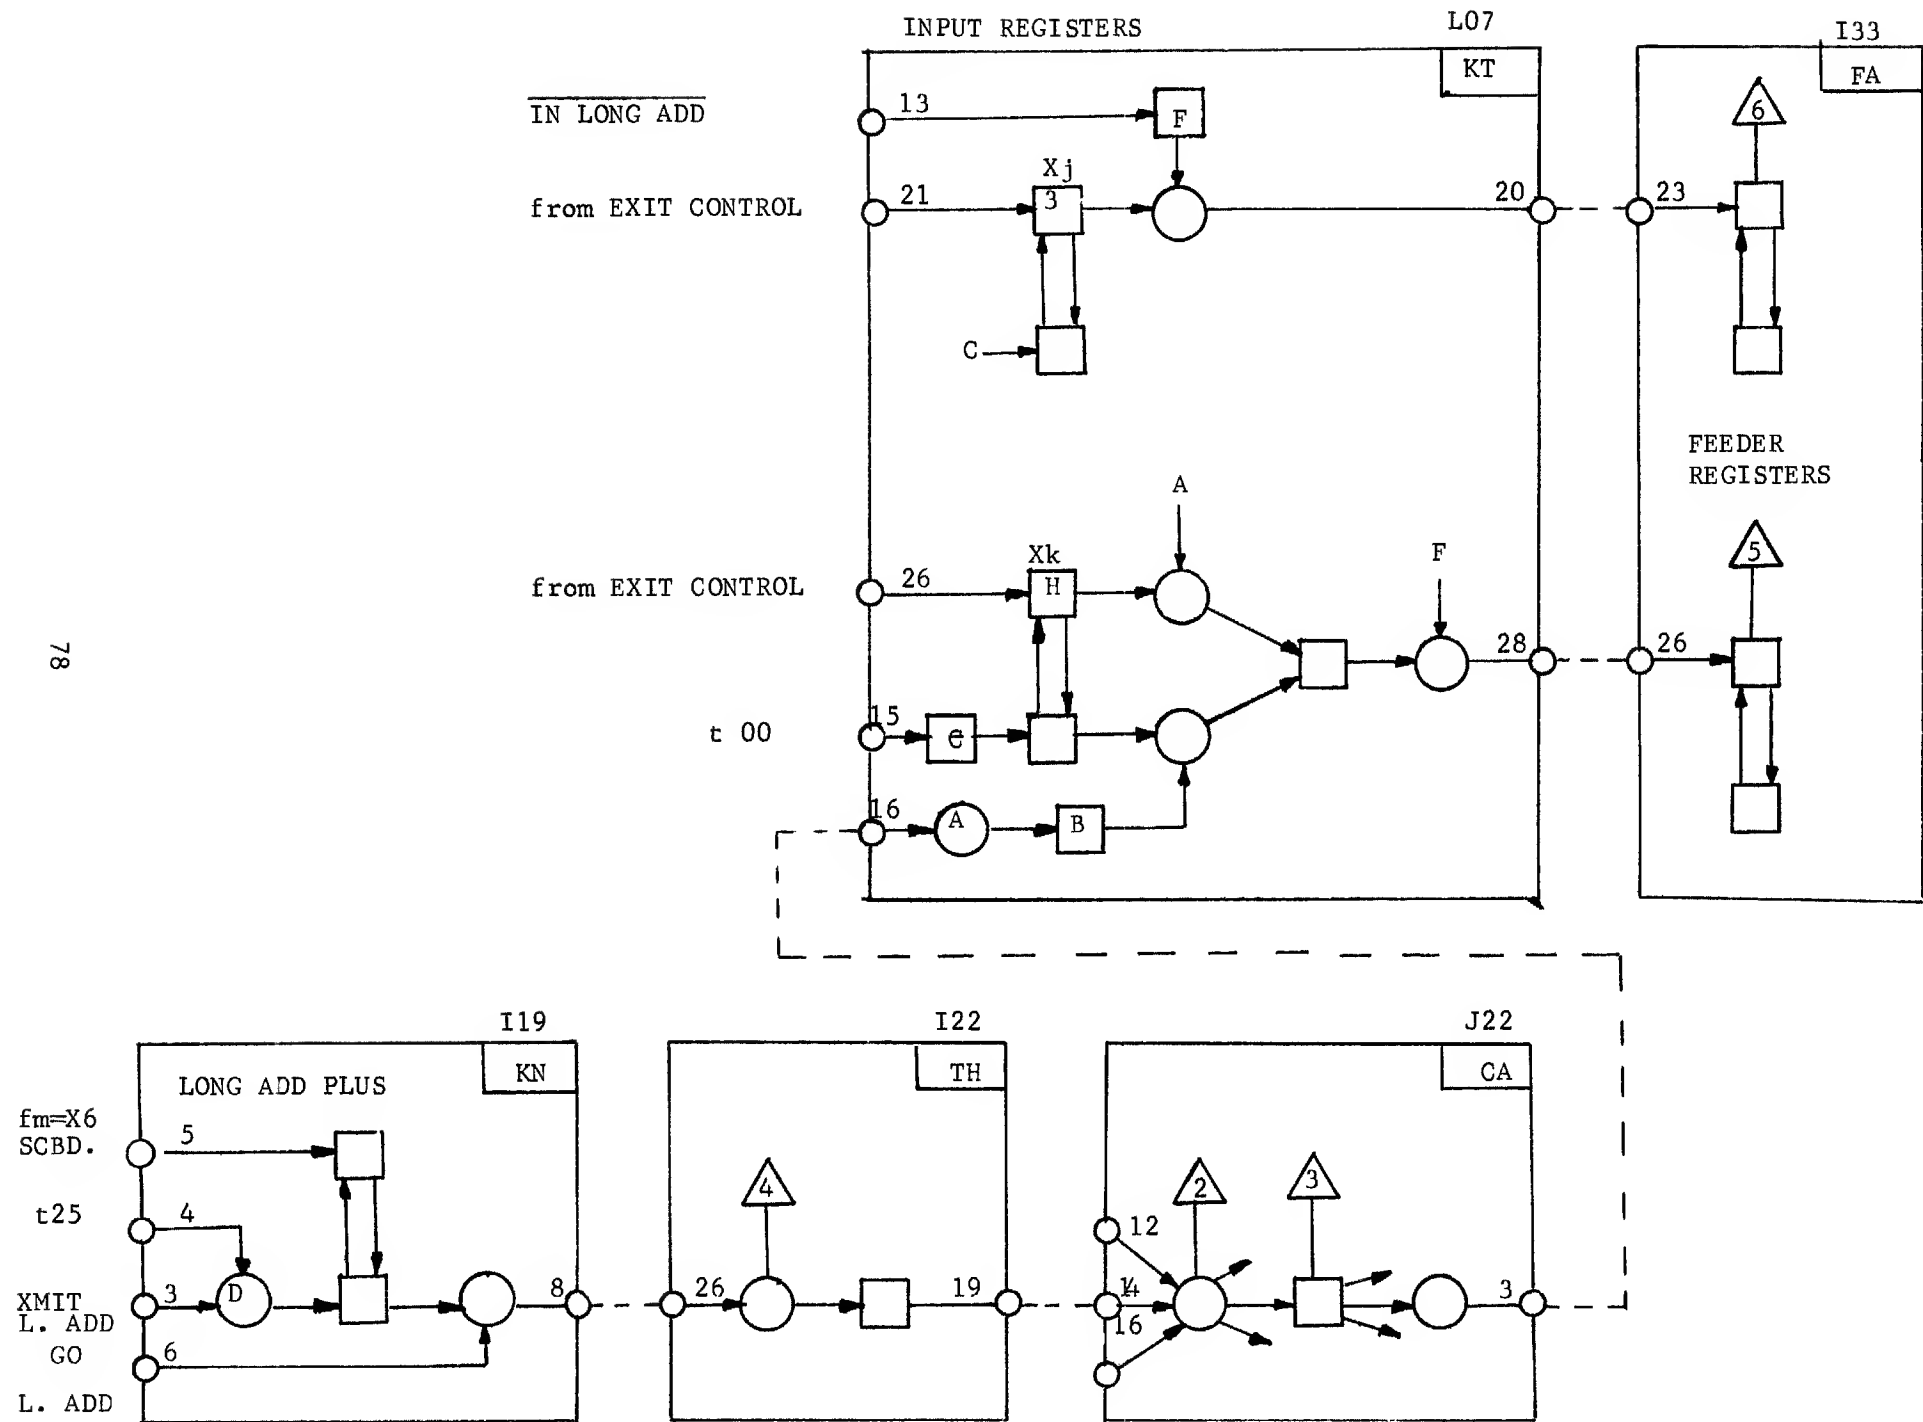 INPUT REGISTERS
L07
I33
KT
FA
IN LONG ADD
13
F
6
Xj
from EXIT CONTROL
21
3
20
23
C
FEEDER
REGISTERS
A
5
Xk
F
from EXIT CONTROL
26
H
28
26
78
t 00
15
C
16
A
B
I19
I22
J22
KN
TH
CA
LONG ADD PLUS
fm=X6
SCBD.
5
4
2
3
t25
4
12
XMIT
L. ADD
3
D
8
26
19
14
3
16
GO
6
L. ADD